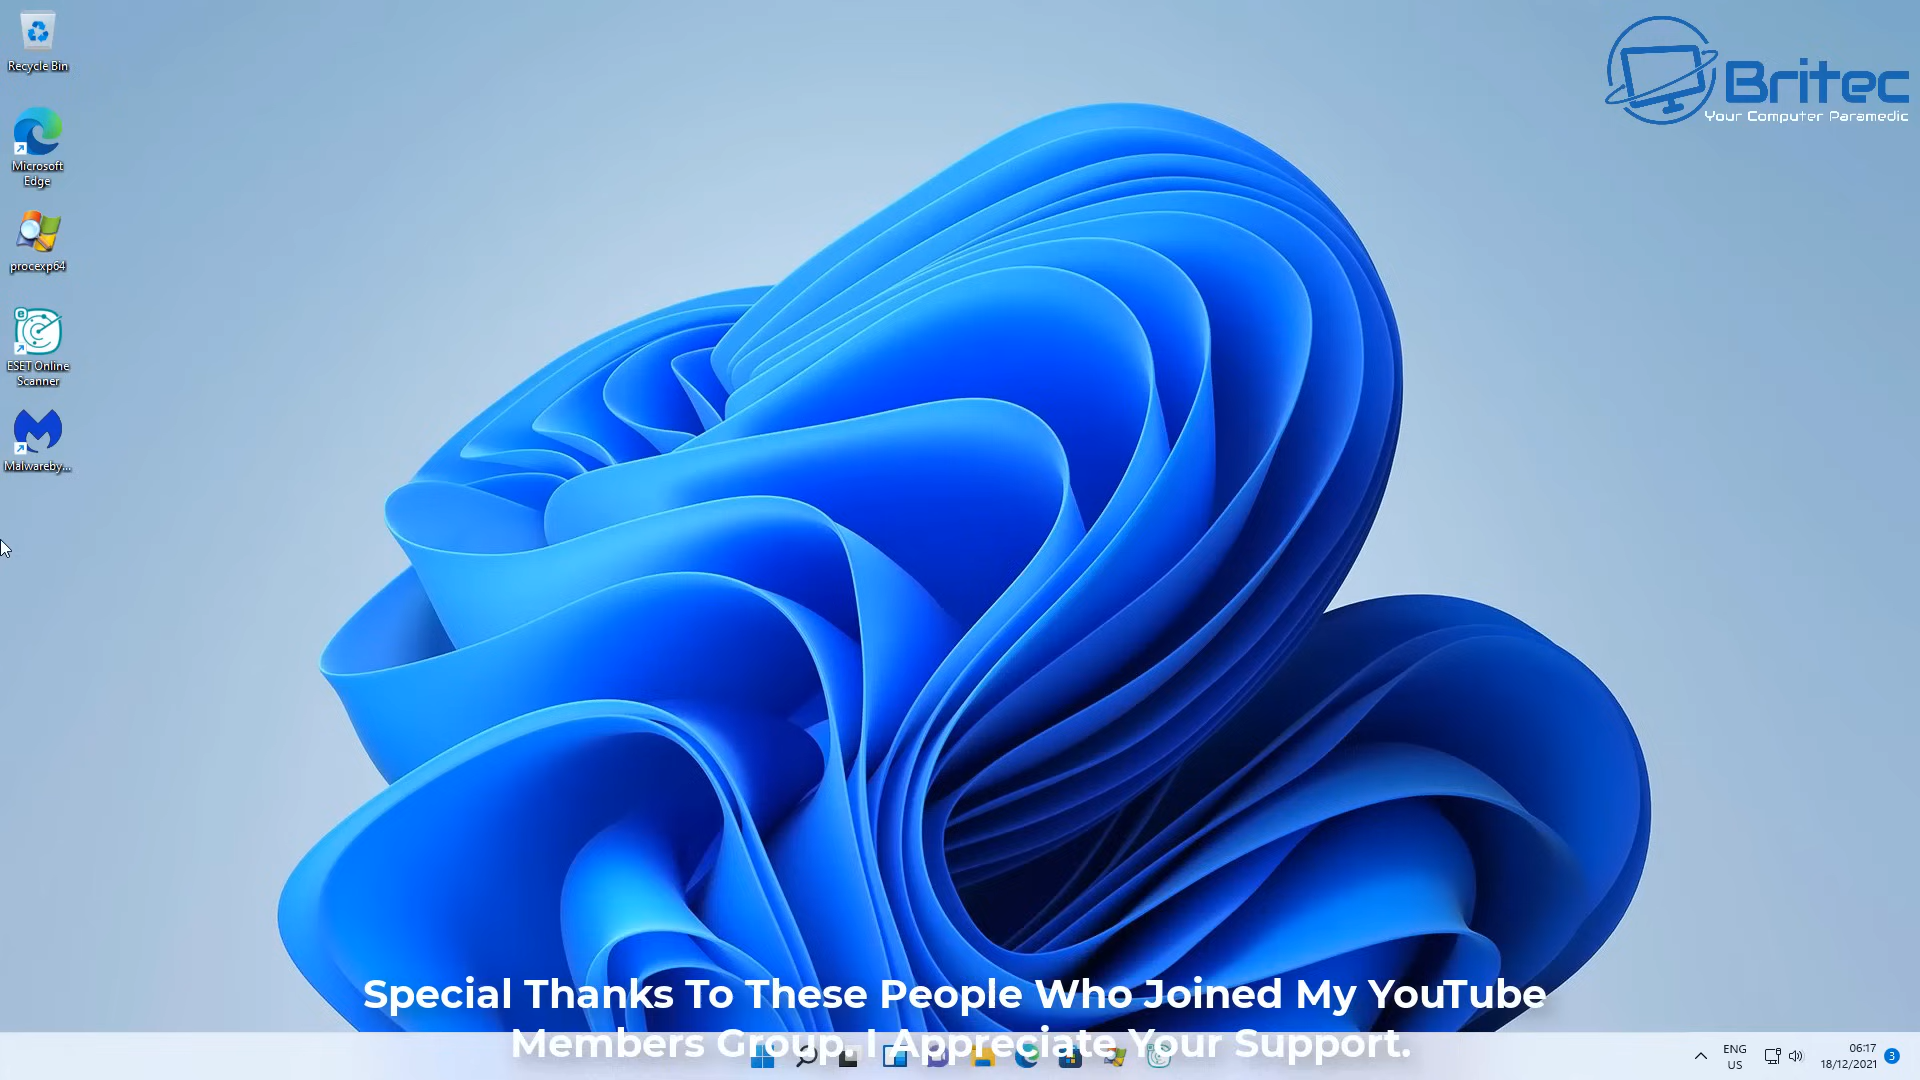 Recycle Bin
Britec
Your Computer Paramedic
Microsoft
Edge
procexp64
ESET Online
Scanner
Malwareby...
Special Thanks To These People Who Joined My YouTube
Members Group. I Appreciate Your Support.
ENG
US
06:17
18/12/2021
3